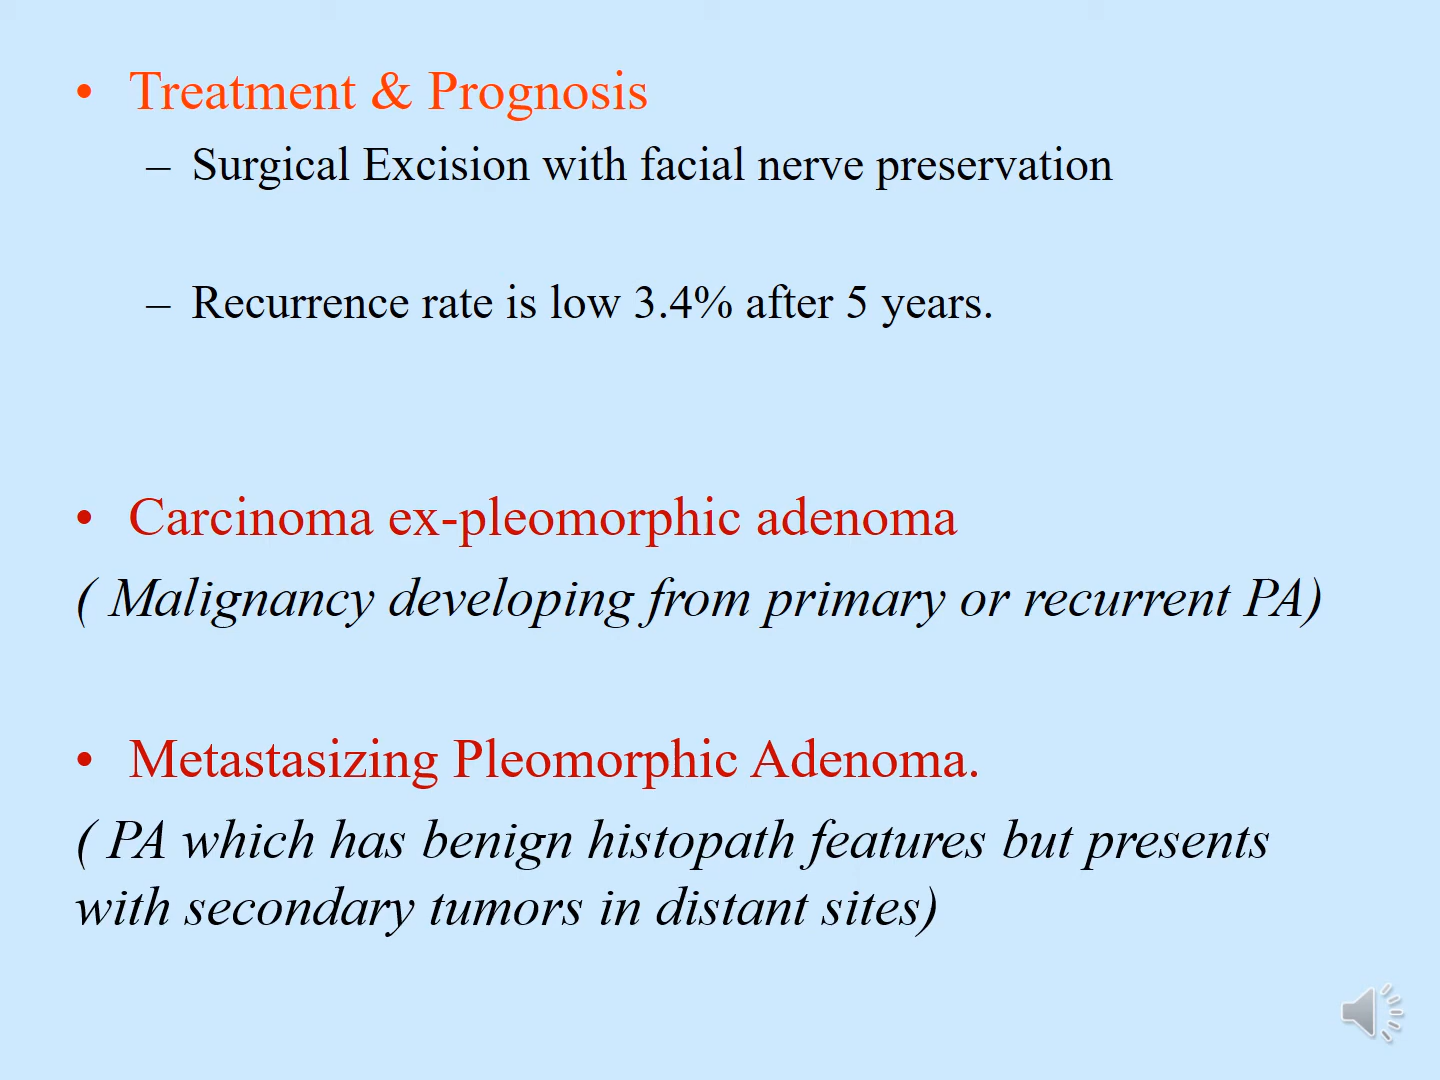 • Treatment & Prognosis
– Surgical Excision with facial nerve preservation
– Recurrence rate is low 3.4% after 5 years.
• Carcinoma ex-pleomorphic adenoma
( Malignancy developing from primary or recurrent PA)
• Metastasizing Pleomorphic Adenoma.
( PA which has benign histopath features but presents
with secondary tumors in distant sites)